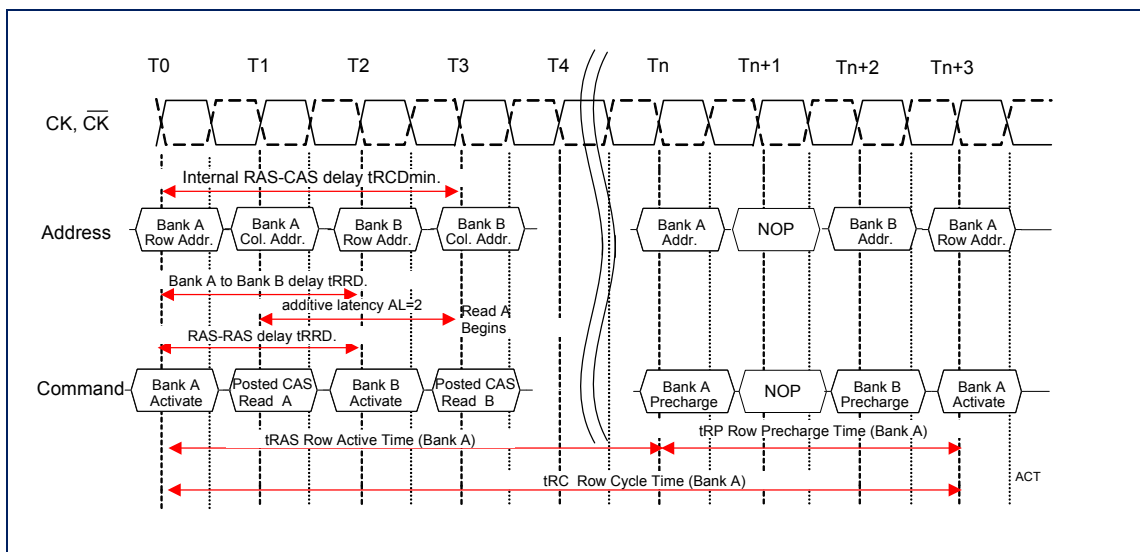 T0 T1 T2 T3 T4 Tn Tn+1 Tn+2 Tn+3
CK, C̅K̅
Internal RAS-CAS delay tRCDmin.
Address
Bank A
Row Addr.
Bank A
Col. Addr.
Bank B
Row Addr.
Bank B
Col. Addr.
Bank A
Addr.
NOP
Bank B
Addr.
Bank A
Row Addr.
Bank A to Bank B delay tRRD.
additive latency AL=2
Read A
Begins
RAS-RAS delay tRRD.
Command
Bank A
Activate
Posted CAS
Read A
Bank B
Activate
Posted CAS
Read B
Bank A
Precharge
NOP
Bank B
Precharge
Bank A
Activate
tRAS Row Active Time (Bank A)
tRP Row Precharge Time (Bank A)
tRC Row Cycle Time (Bank A)
ACT